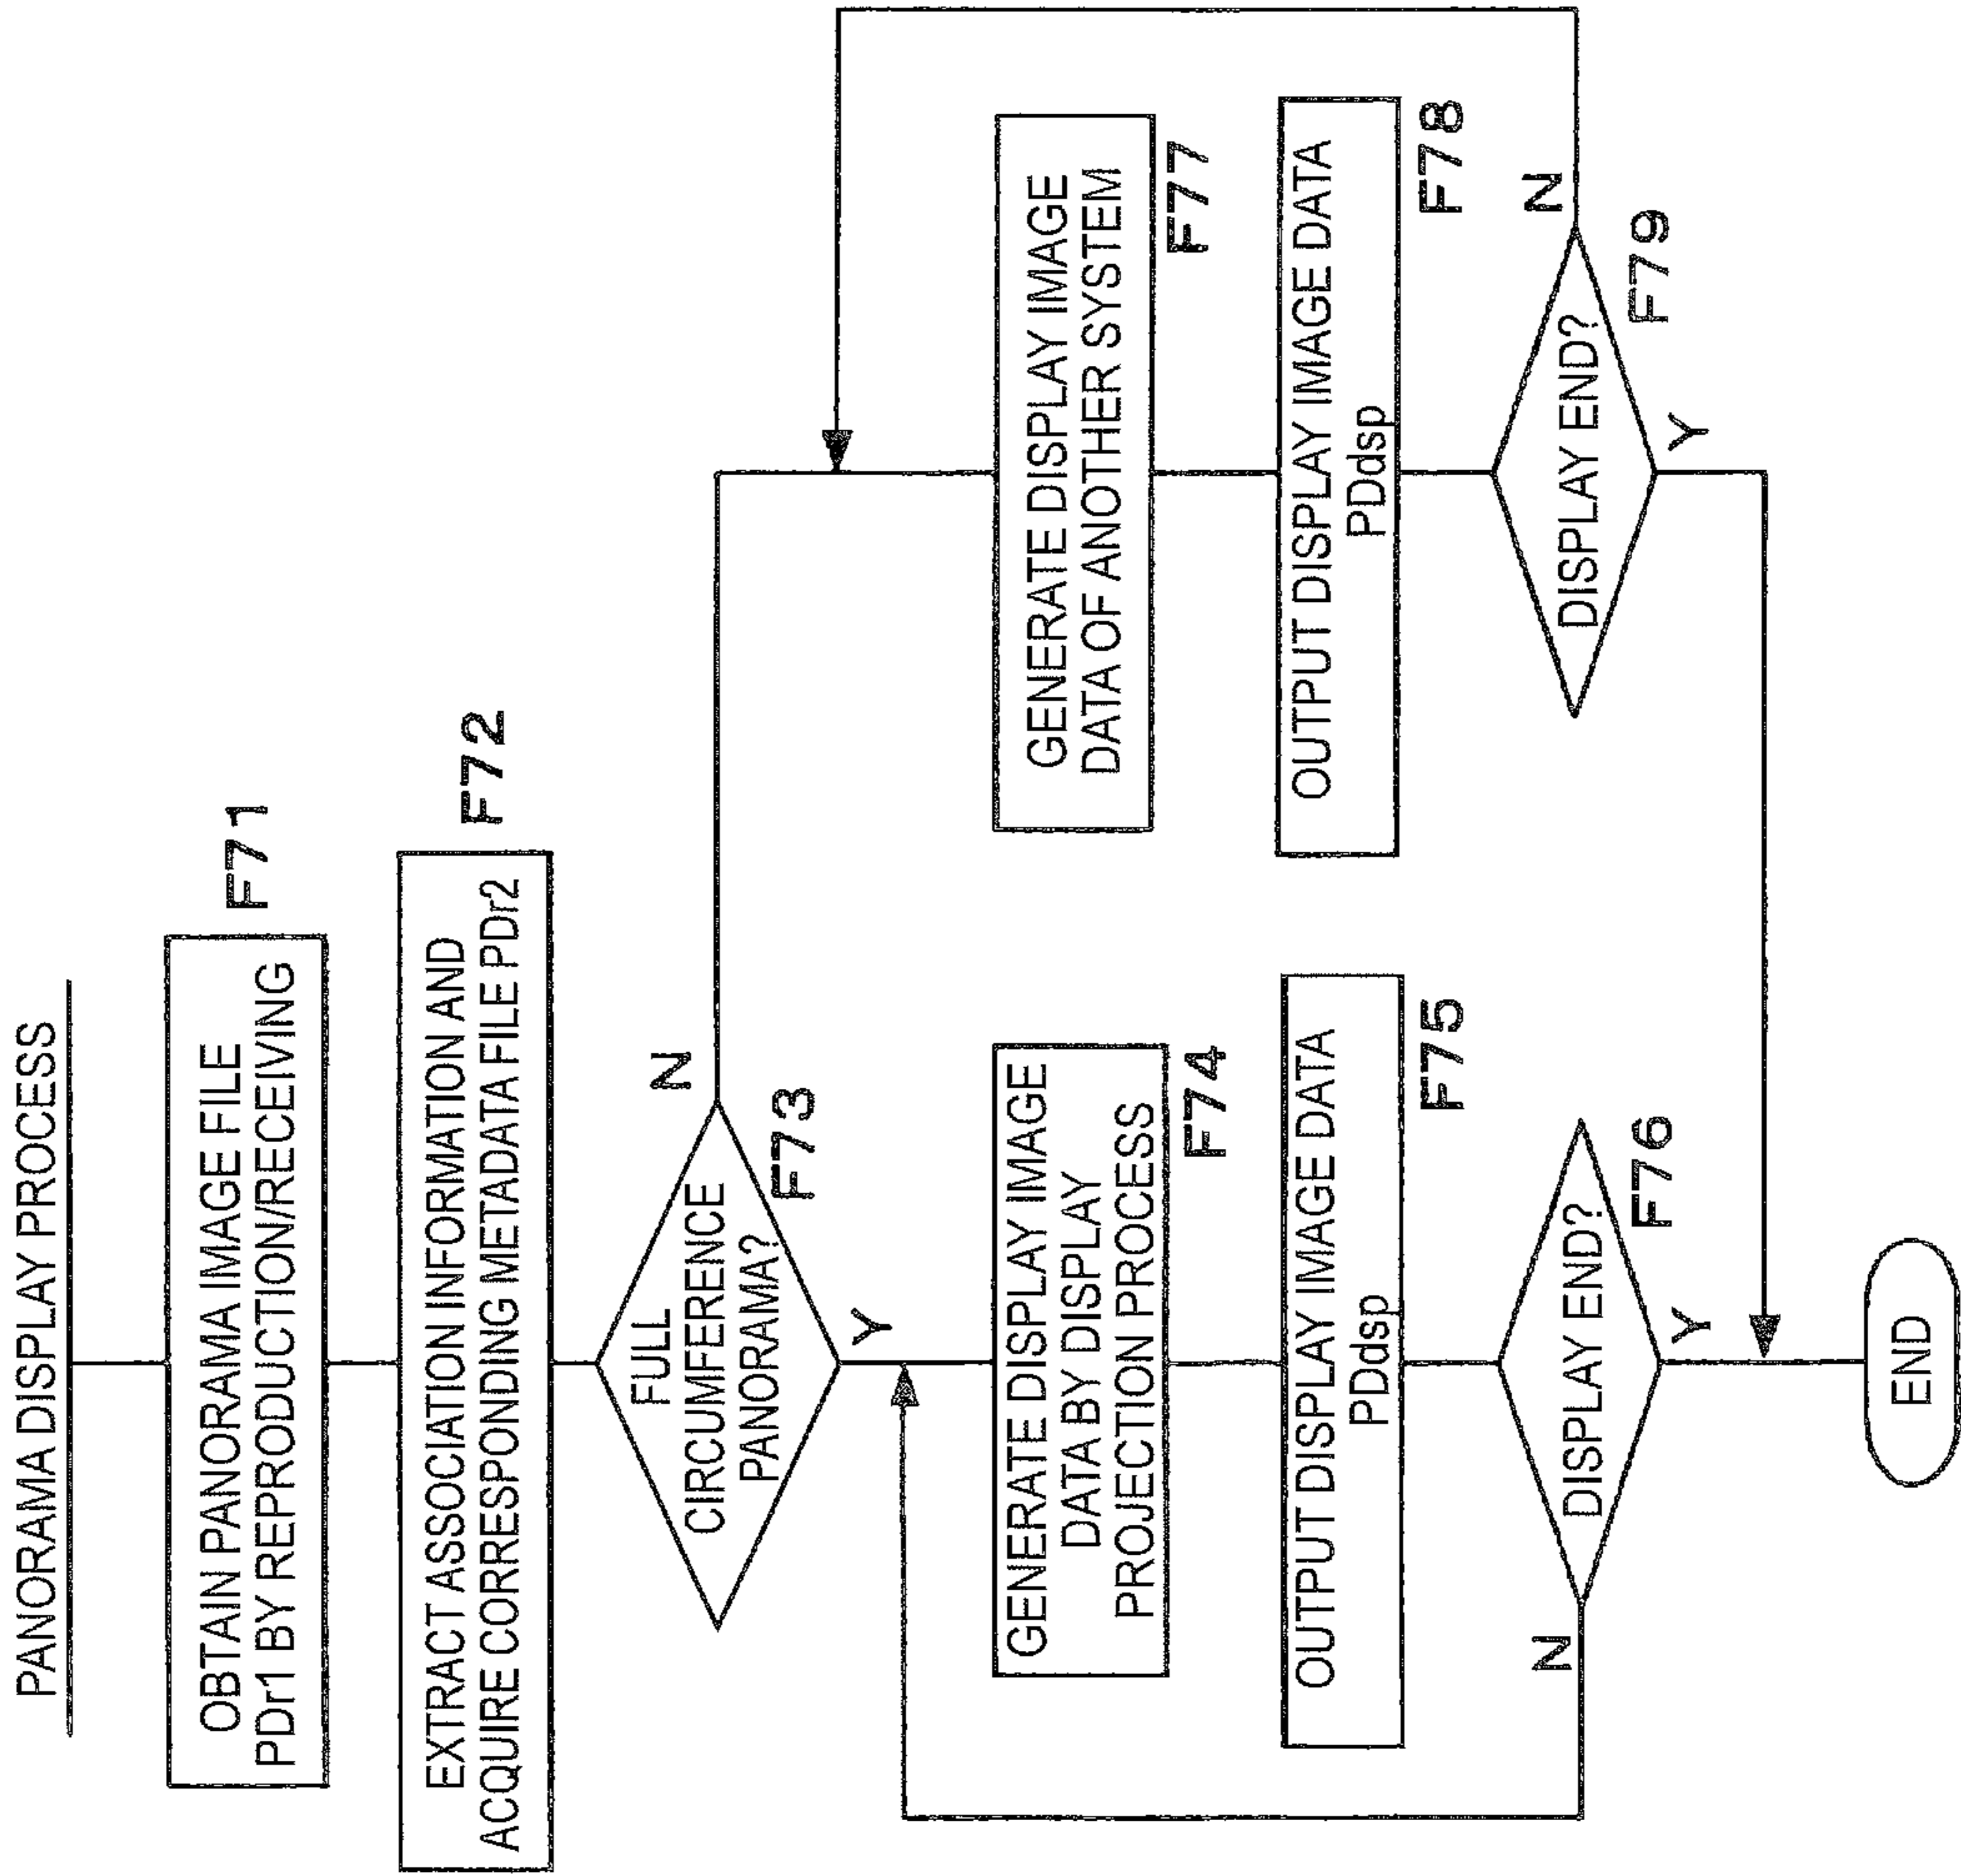 PANORAMA DISPLAY PROCESS
OBTAIN PANORAMA IMAGE FILE
PDr1 BY REPRODUCTION/RECEIVING
F71
EXTRACT ASSOCIATION INFORMATION AND
ACQUIRE CORRESPONDING METADATA FILE PDr2
F72
FULL
CIRCUMFERENCE
PANORAMA?
F73
N
Y
GENERATE DISPLAY IMAGE
DATA BY DISPLAY
PROJECTION PROCESS
F74
OUTPUT DISPLAY IMAGE DATA
PDdsp
F75
DISPLAY END?
F76
N
Y
GENERATE DISPLAY IMAGE
DATA OF ANOTHER SYSTEM
F77
OUTPUT DISPLAY IMAGE DATA
PDdsp
F78
DISPLAY END?
F79
N
Y
END